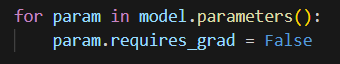 for param in model.parameters():
    param.requires_grad = False